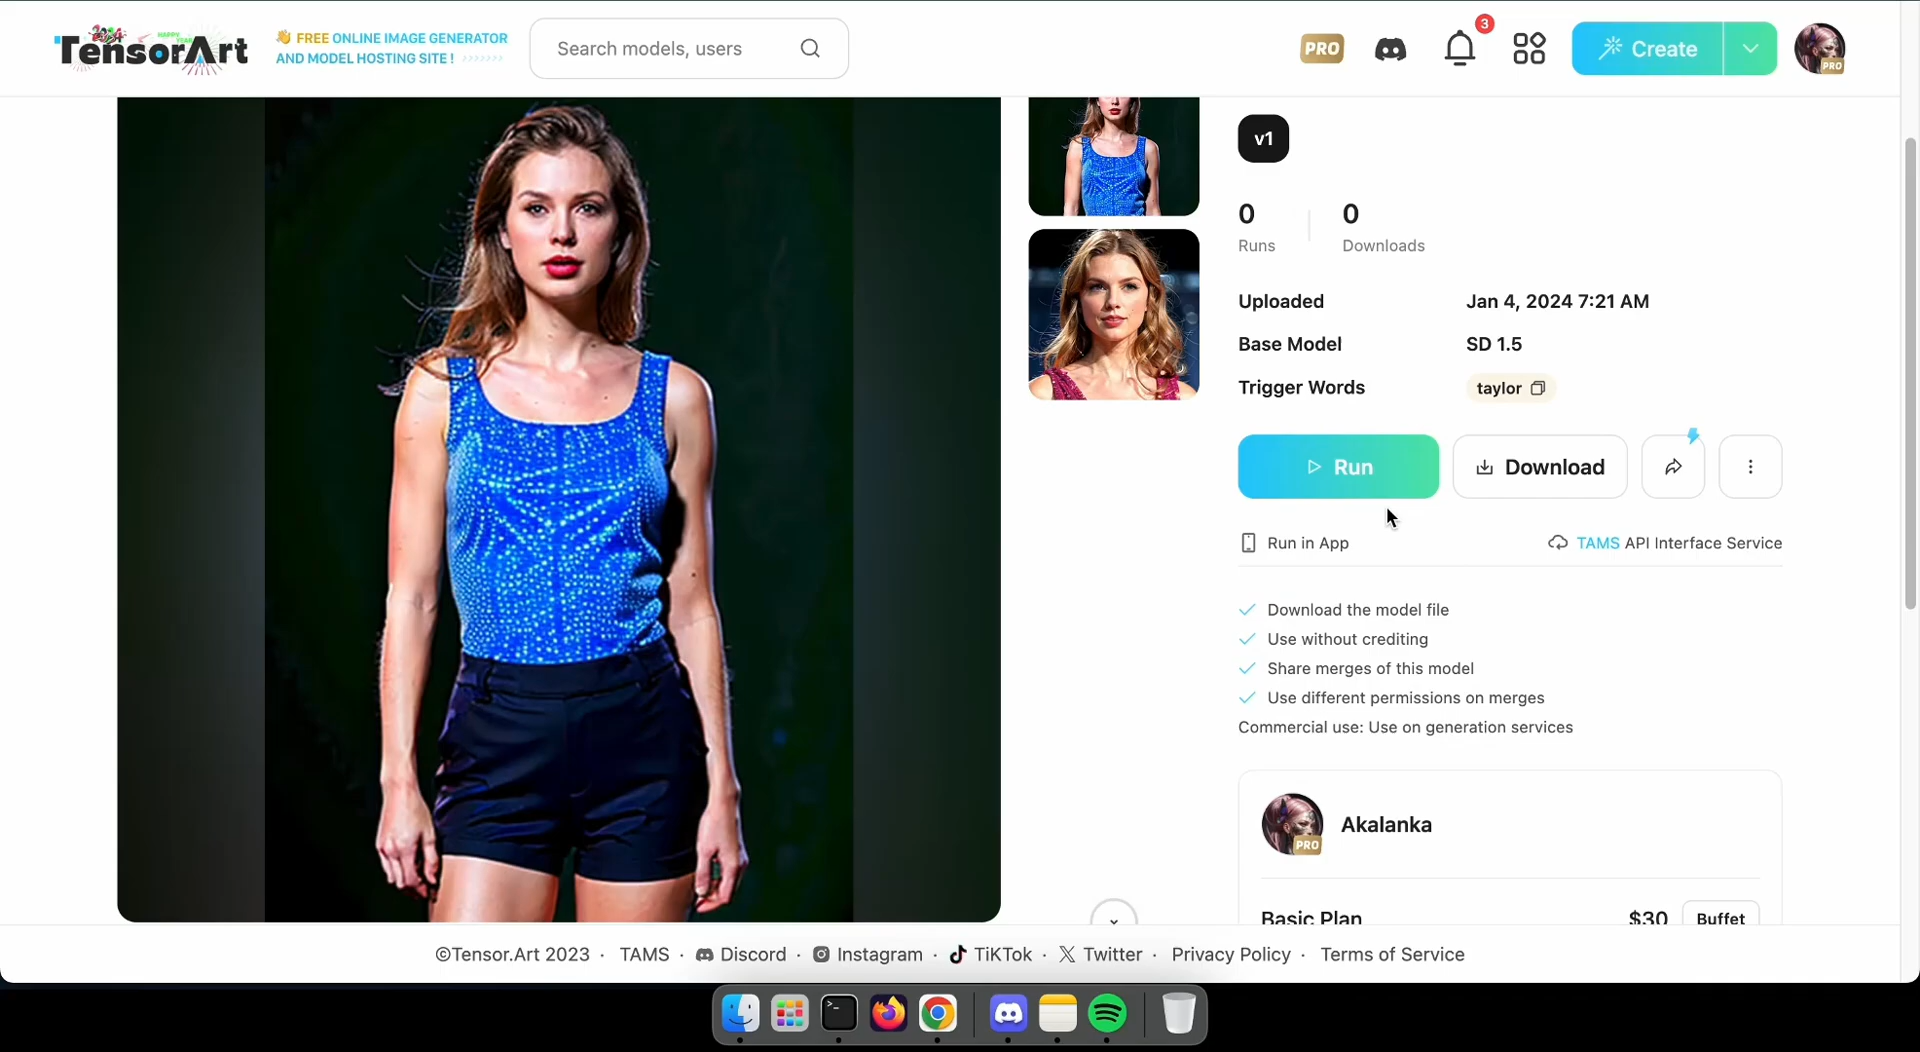 TensorArt
👋 FREE ONLINE IMAGE GENERATOR
AND MODEL HOSTING SITE ! >>>>>>>
Search models, users
PRO
3
Create
PRO
v1
0
Runs
0
Downloads
Uploaded
Jan 4, 2024 7:21 AM
Base Model
SD 1.5
Trigger Words
taylor
Run
Download
Run in App
TAMS API Interface Service
Download the model file
Use without crediting
Share merges of this model
Use different permissions on merges
Commercial use: Use on generation services
PRO
Akalanka
Basic Plan
$30
Buffet
©Tensor.Art 2023 · TAMS · Discord · Instagram · TiKTok · Twitter · Privacy Policy · Terms of Service